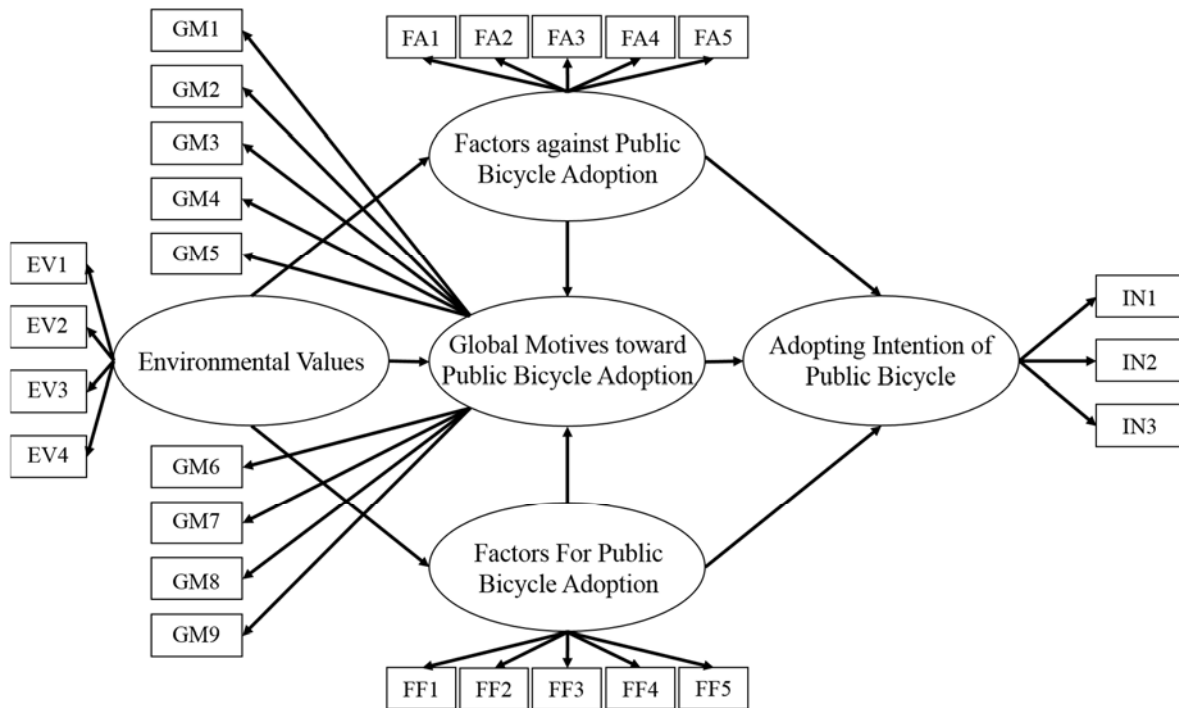 GM1
GM2
GM3
GM4
GM5
FA1
FA2
FA3
FA4
FA5
Factors against Public
Bicycle Adoption
EV1
EV2
EV3
EV4
Environmental Values
Global Motives toward
Public Bicycle Adoption
Adopting Intention of
Public Bicycle
IN1
IN2
IN3
GM6
GM7
GM8
GM9
Factors For Public
Bicycle Adoption
FF1
FF2
FF3
FF4
FF5